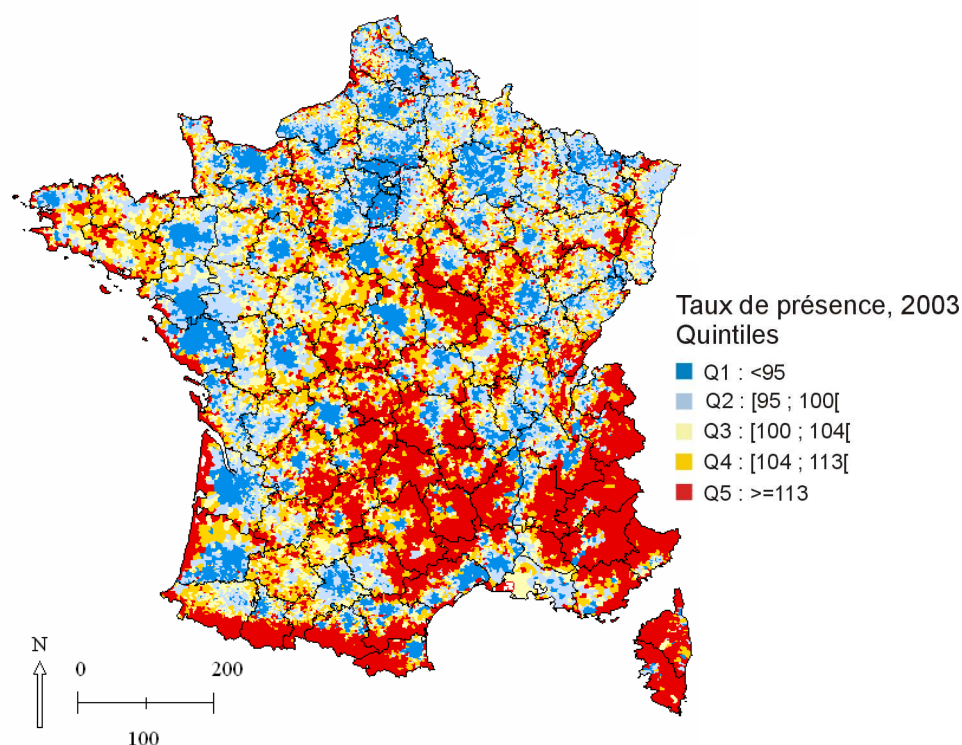 Taux de présence, 2003
Quintiles
Q1 : <95
Q2 : [95 ; 100[
Q3 : [100 ; 104[
Q4 : [104 ; 113[
Q5 : >=113
N
0 200
100